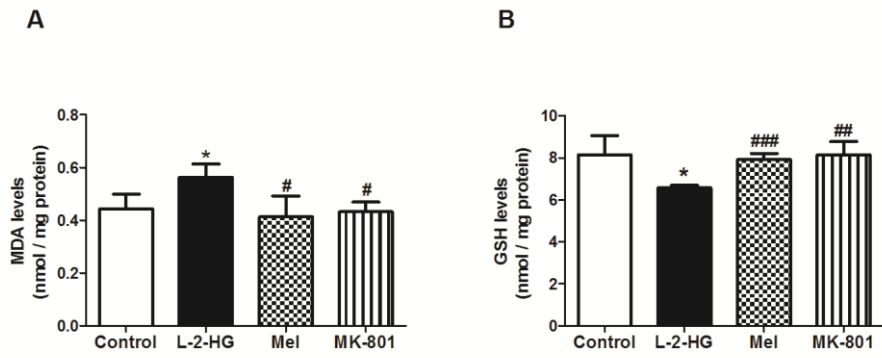 A
MDA levels
(nmol / mg protein)
0.8
0.6
0.4
0.2
0.0
*
#
#
Control L-2-HG Mel MK-801
B
GSH levels
(nmol / mg protein)
10
8
6
4
2
0
*
###
##
Control L-2-HG Mel MK-801